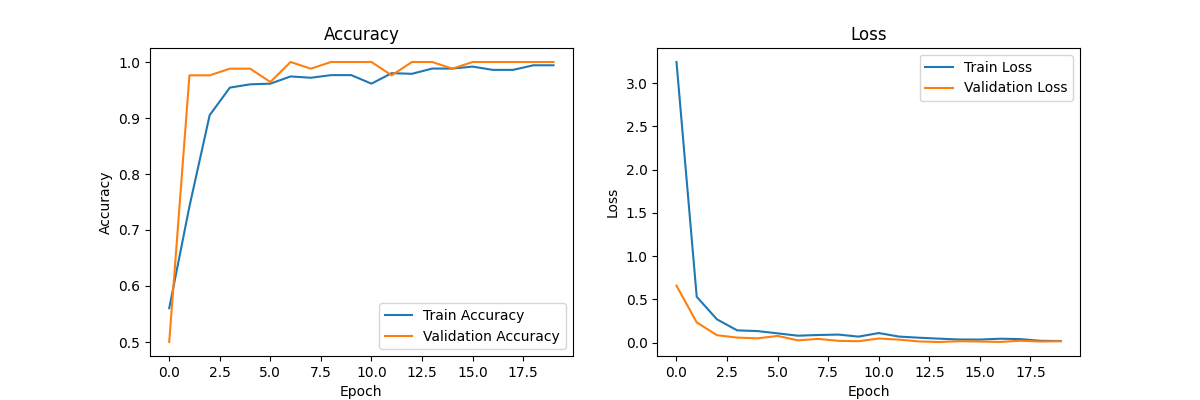 Accuracy
1.0
0.9
0.8
0.7
0.6
0.5
Accuracy
Train Accuracy
Validation Accuracy
0.0 2.5 5.0 7.5 10.0 12.5 15.0 17.5
Epoch
Loss
3.0
2.5
2.0
1.5
1.0
0.5
0.0
Loss
Train Loss
Validation Loss
0.0 2.5 5.0 7.5 10.0 12.5 15.0 17.5
Epoch